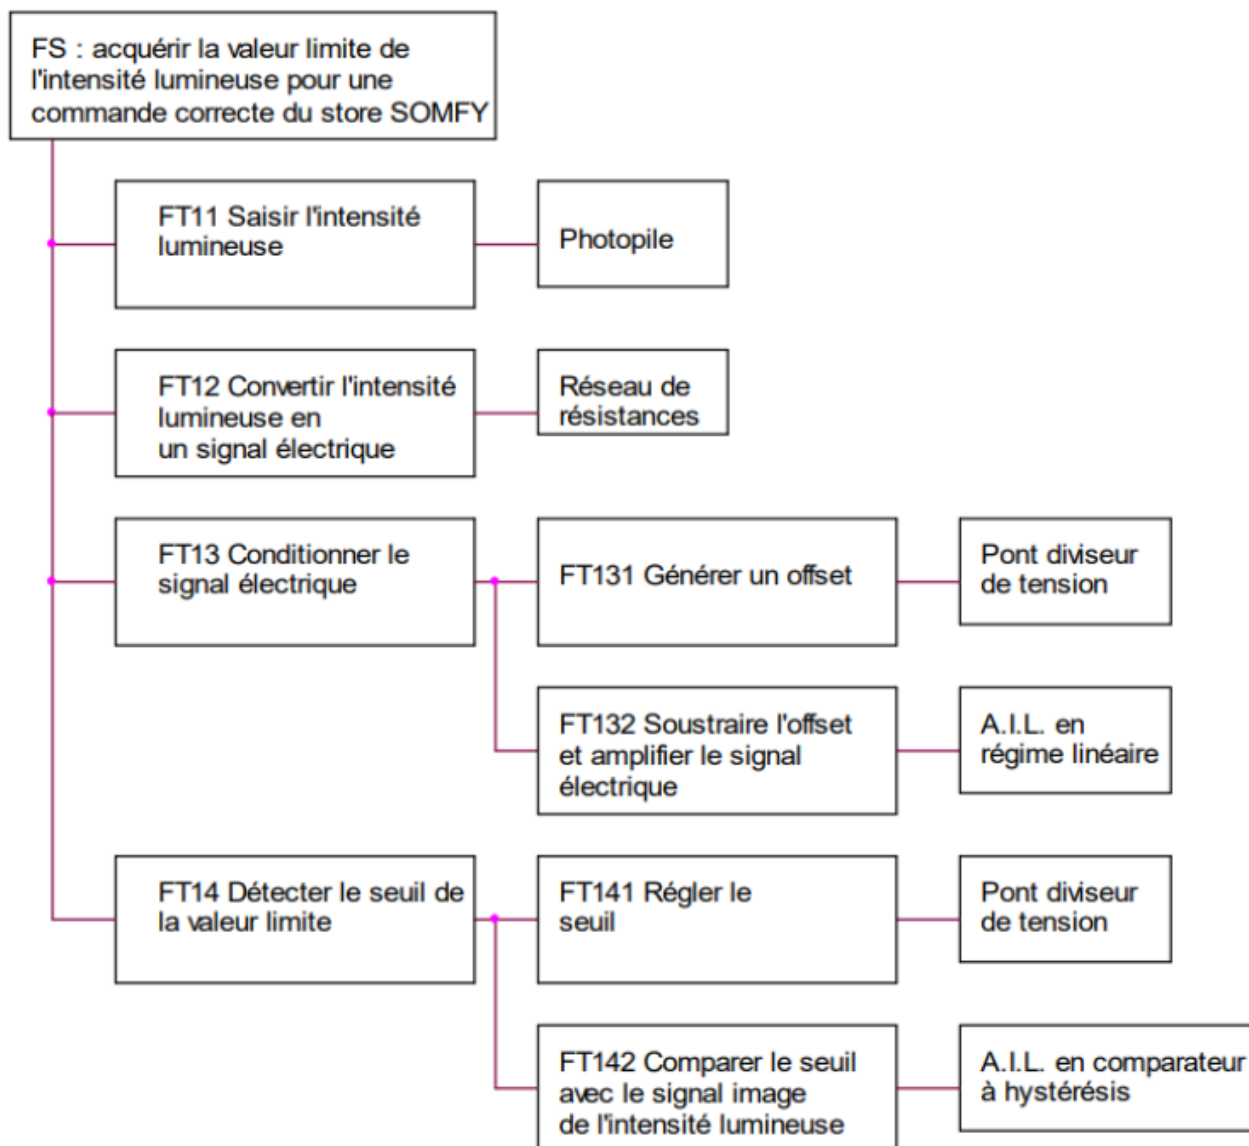 FS : acquérir la valeur limite de
l'intensité lumineuse pour une
commande correcte du store SOMFY
FT11 Saisir l'intensité
lumineuse
Photopile
FT12 Convertir l'intensité
lumineuse en
un signal électrique
Réseau de
résistances
FT13 Conditionner le
signal électrique
FT131 Générer un offset
Pont diviseur
de tension
FT132 Soustraire l'offset
et amplifier le signal
électrique
A.I.L. en
régime linéaire
FT14 Détecter le seuil de
la valeur limite
FT141 Régler le
seuil
Pont diviseur
de tension
FT142 Comparer le seuil
avec le signal image
de l'intensité lumineuse
A.I.L. en comparateur
à hystérésis